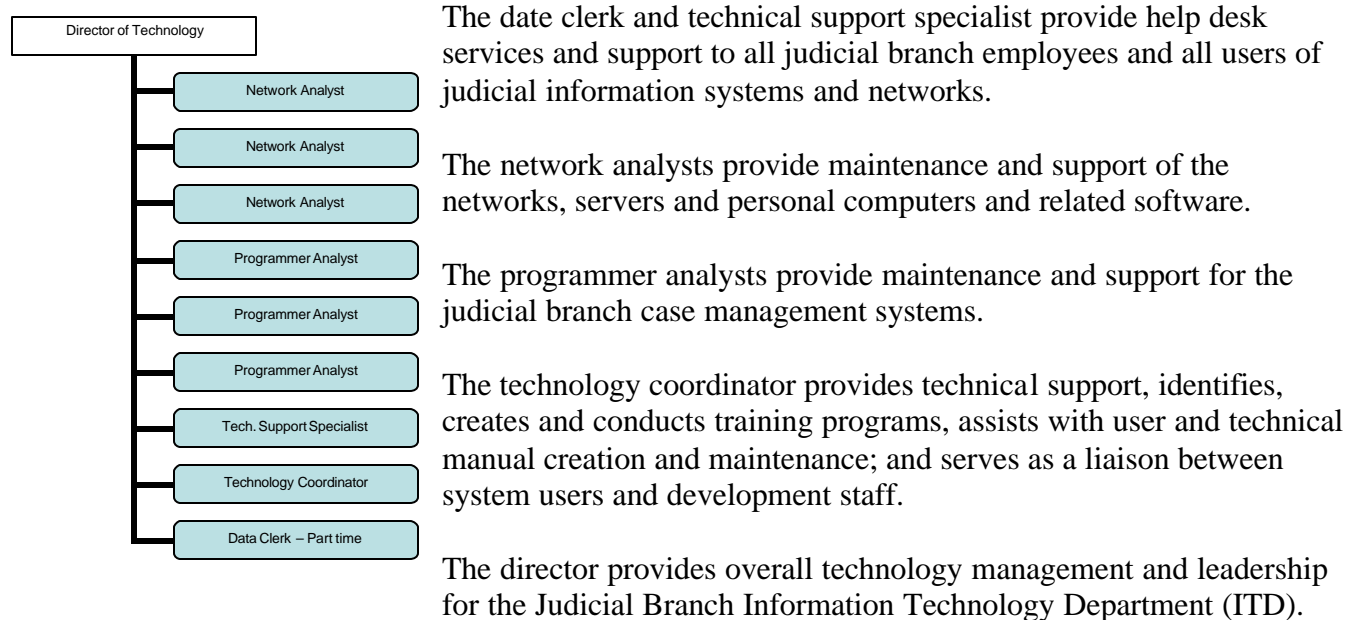 Director of Technology
Network Analyst
Network Analyst
Network Analyst
Programmer Analyst
Programmer Analyst
Programmer Analyst
Tech. Support Specialist
Technology Coordinator
Data Clerk – Part time
The date clerk and technical support specialist provide help desk
services and support to all judicial branch employees and all users of
judicial information systems and networks.
The network analysts provide maintenance and support of the
networks, servers and personal computers and related software.
The programmer analysts provide maintenance and support for the
judicial branch case management systems.
The technology coordinator provides technical support, identifies,
creates and conducts training programs, assists with user and technical
manual creation and maintenance; and serves as a liaison between
system users and development staff.
The director provides overall technology management and leadership
for the Judicial Branch Information Technology Department (ITD).